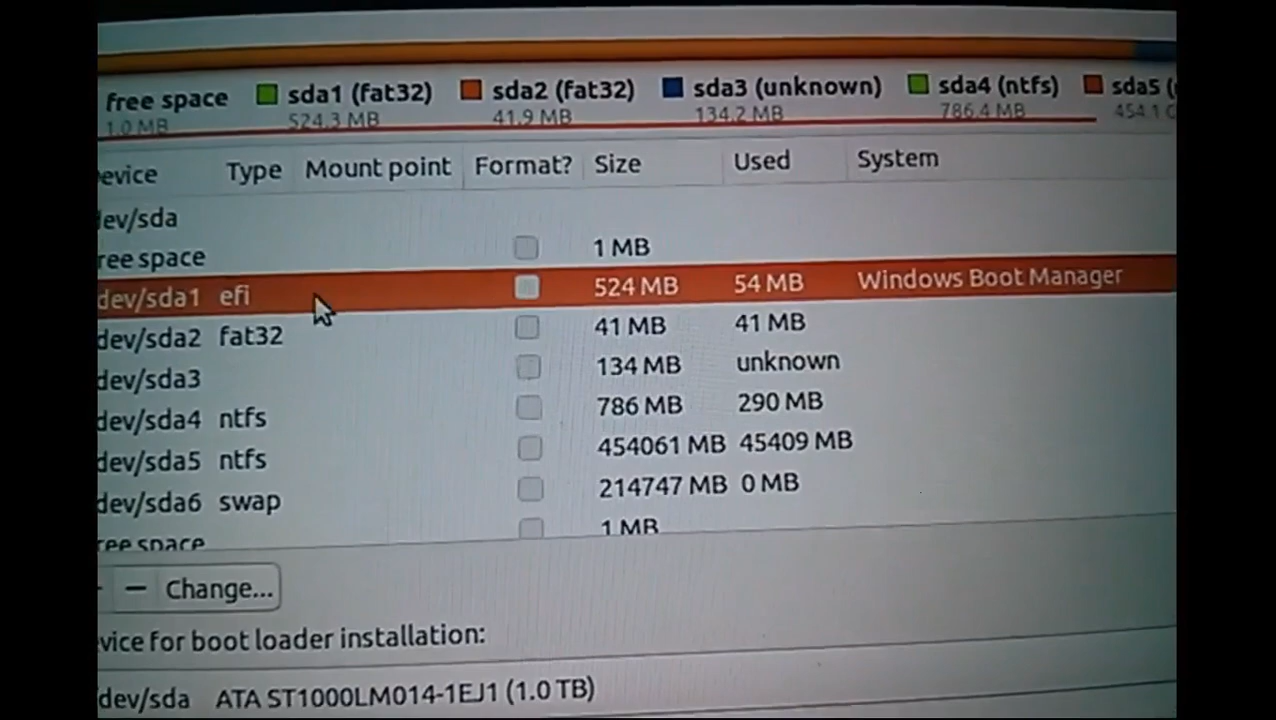 free space sda1 (fat32) sda2 (fat32) sda3 (unknown) sda4 (ntfs) sda5 (
1.0 MB 524.3 MB 41.9 MB 134.2 MB 786.4 MB 454.1 G
evice Type Mount point Format? Size Used System
dev/sda
ree space 1 MB
dev/sda1 efi 524 MB 54 MB Windows Boot Manager
dev/sda2 fat32 41 MB 41 MB
dev/sda3 134 MB unknown
dev/sda4 ntfs 786 MB 290 MB
dev/sda5 ntfs 454061 MB 45409 MB
dev/sda6 swap 214747 MB 0 MB
ree space 1 MB
— Change...
vice for boot loader installation:
dev/sda ATA ST1000LM014-1EJ1 (1.0 TB)